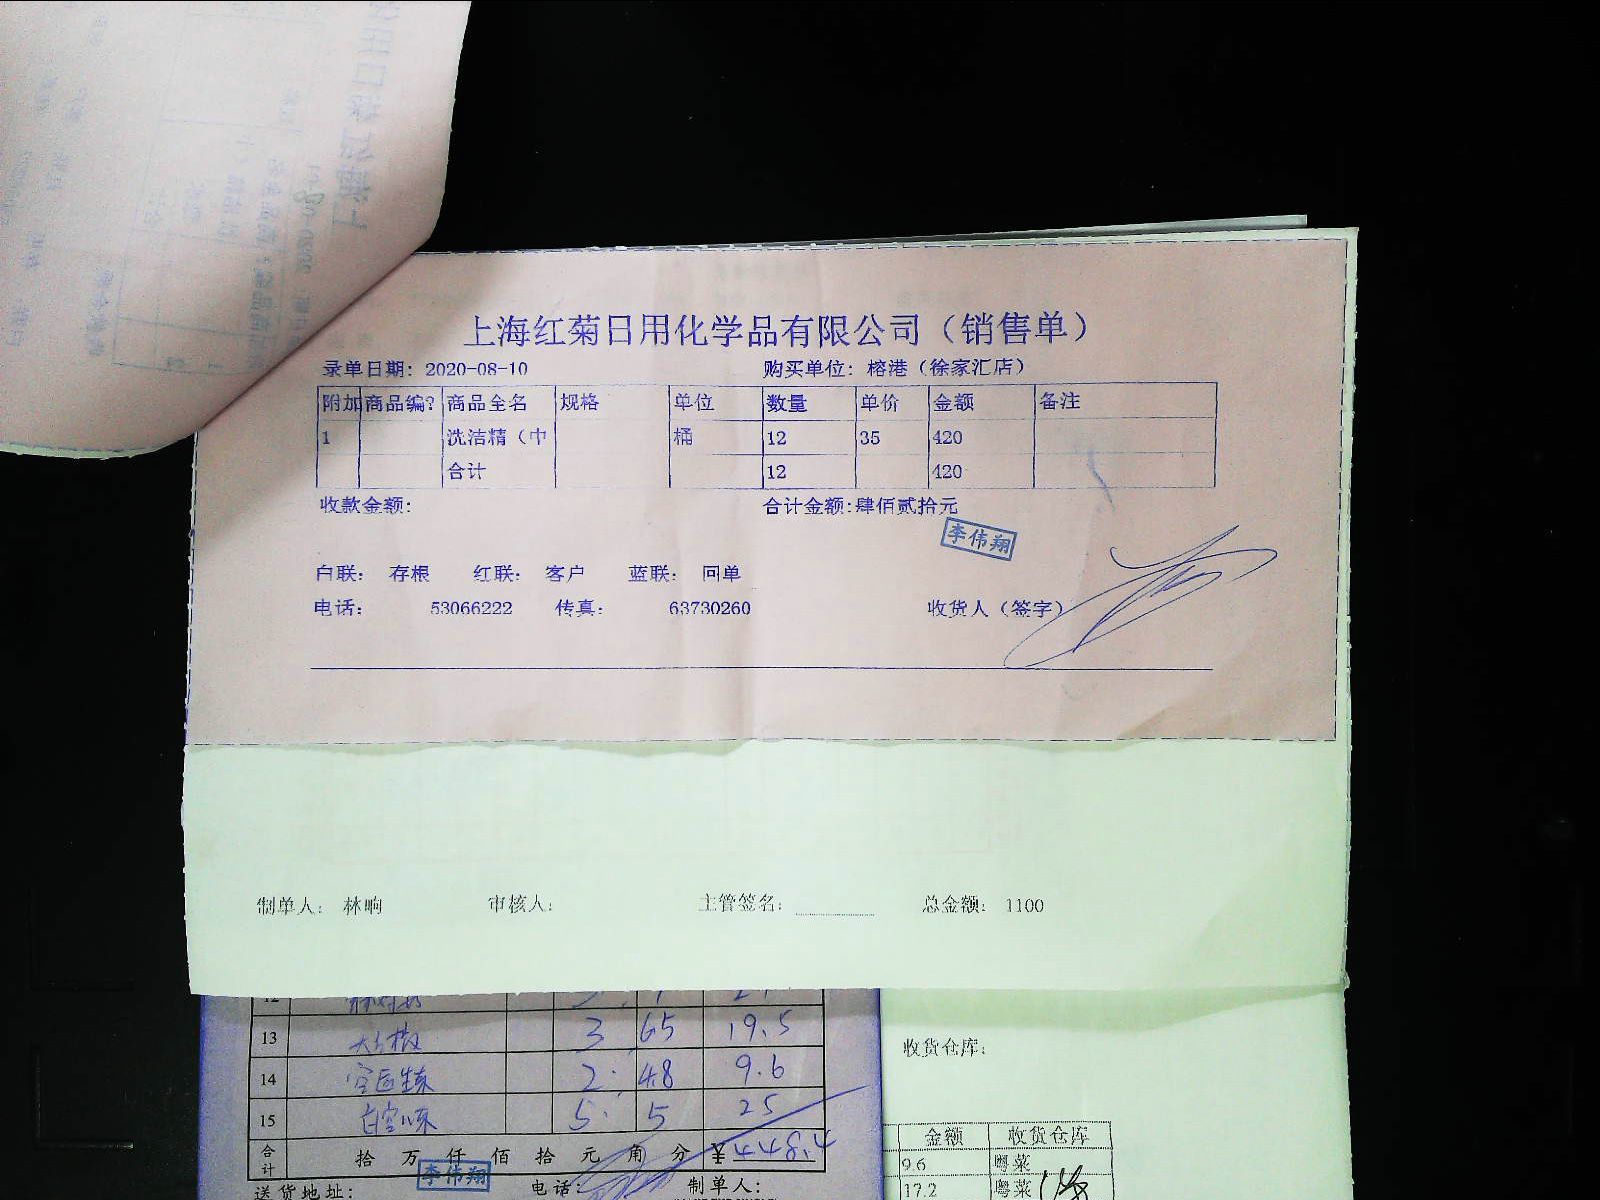 上海红菊日用化学品有限公司（销售单）
录单日期：2020-08-10 购买单位：榕港（徐家汇店）
附加 商品编? 商品全名 规格 单位 数量 单价 金额 备注
1 洗洁精（中 桶 12 35 420
合计 12 420
收款金额： 合计金额：肆佰贰拾元
李伟翔
白联： 存根 红联： 客户 蓝联： 回单
电话： 53066222 传真： 63730260 收货人（签字）
制单人： 林响 审核人： 主管签名： 总金额： 1100
13 3 65 19.5
收货仓库：
14 2 4.8 9.6
15 5 5 25
金额 收货仓库
合计 拾 万 仟 佰 拾 元 角 分 ¥448.4
9.6 粤菜
李伟翔
17.2 粤菜
送货地址： 电话： 制单人：